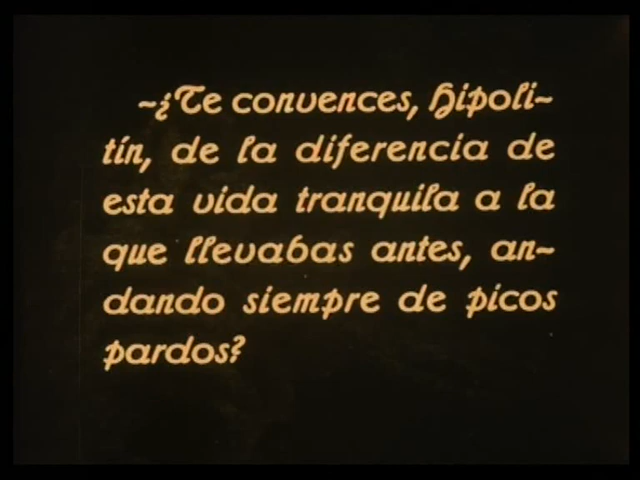 ~¿Te convences, Hipoli~
tín, de la diferencia de
esta vida tranquila a la
que llevabas antes, an~
dando siempre de picos
pardos?